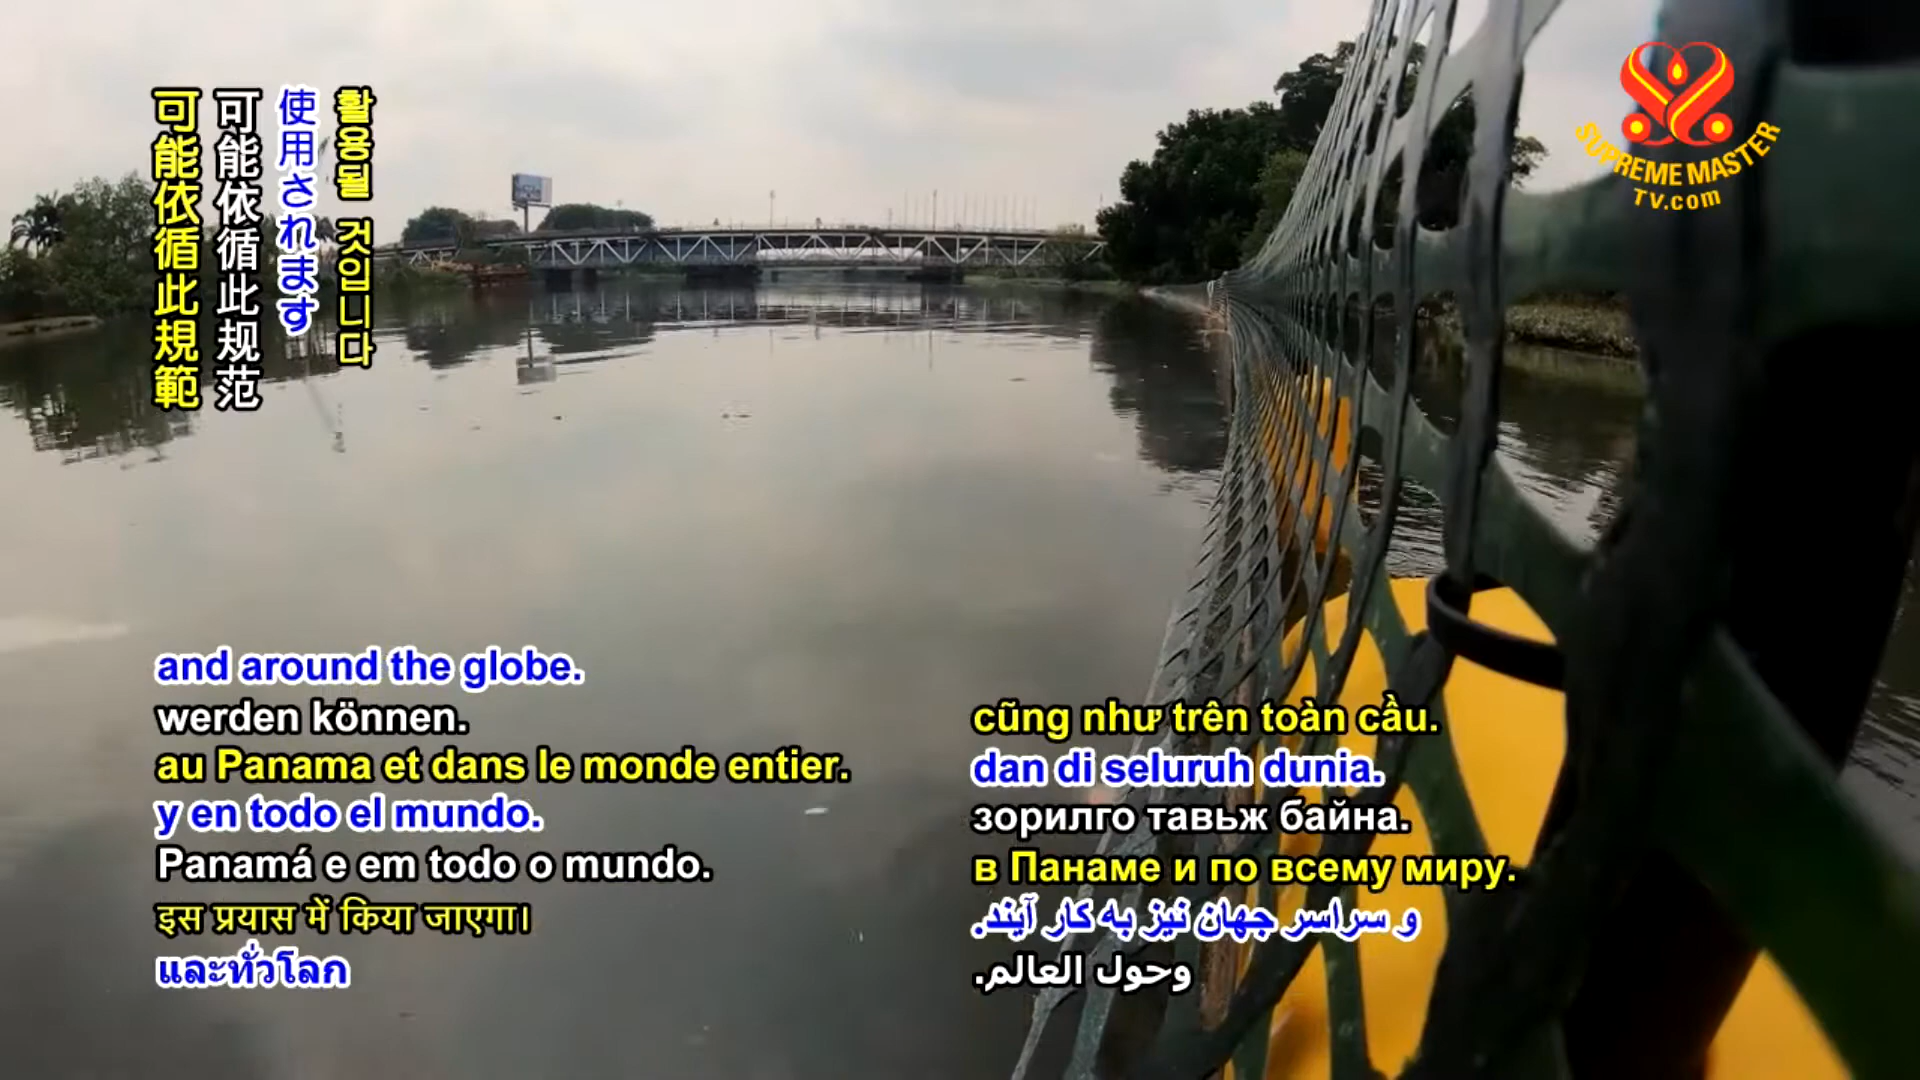 可能依循此規範
可能依循此规范
使用されます
활용될 것입니다
SUPREME MASTER
TV.com
and around the globe.
werden können.
au Panama et dans le monde entier.
y en todo el mundo.
Panamá e em todo o mundo.
इस प्रयास में किया जाएगा।
และทั่วโลก
cũng như trên toàn cầu.
dan di seluruh dunia.
зорилго тавьж байна.
в Панаме и по всему миру.
و سراسر جهان نیز به کار آیند.
وحول العالم.